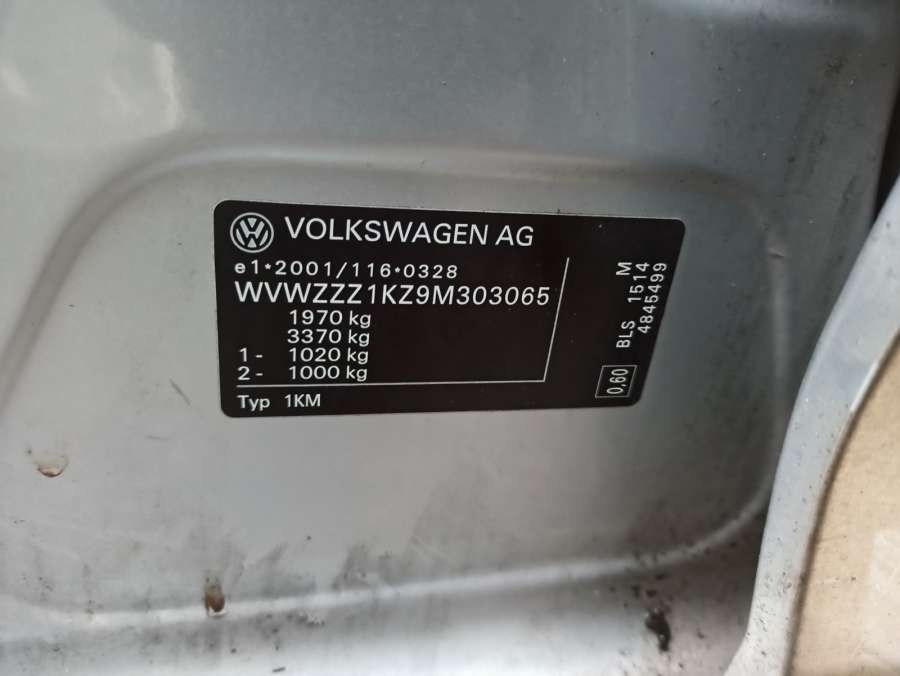 VOLKSWAGEN AG
e1*2001/116*0328
WVWZZZ1KZ9M303065
1970 kg
3370 kg
1 - 1020 kg
2 - 1000 kg
Typ 1KM
M
BLS 1514
4845499
0,60